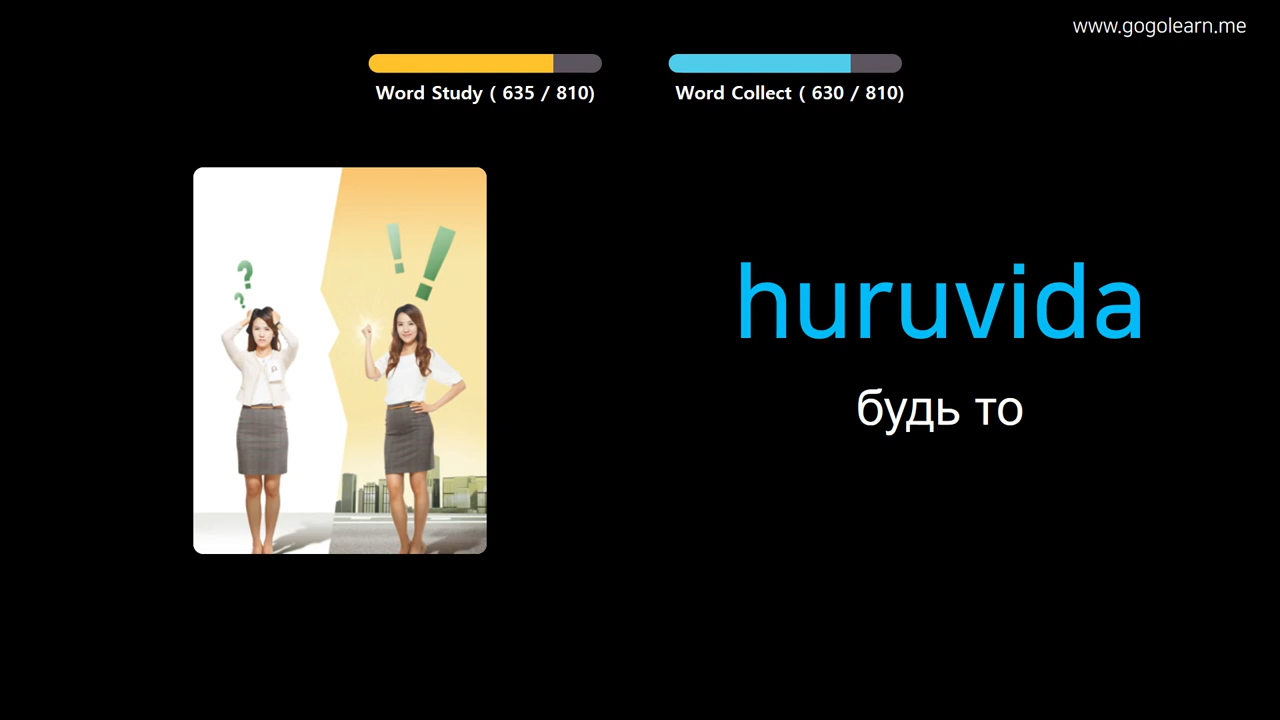 www.gogolearn.me
Word Study ( 635 / 810)
Word Collect ( 630 / 810)
? ?
! !
huruvida
будь то